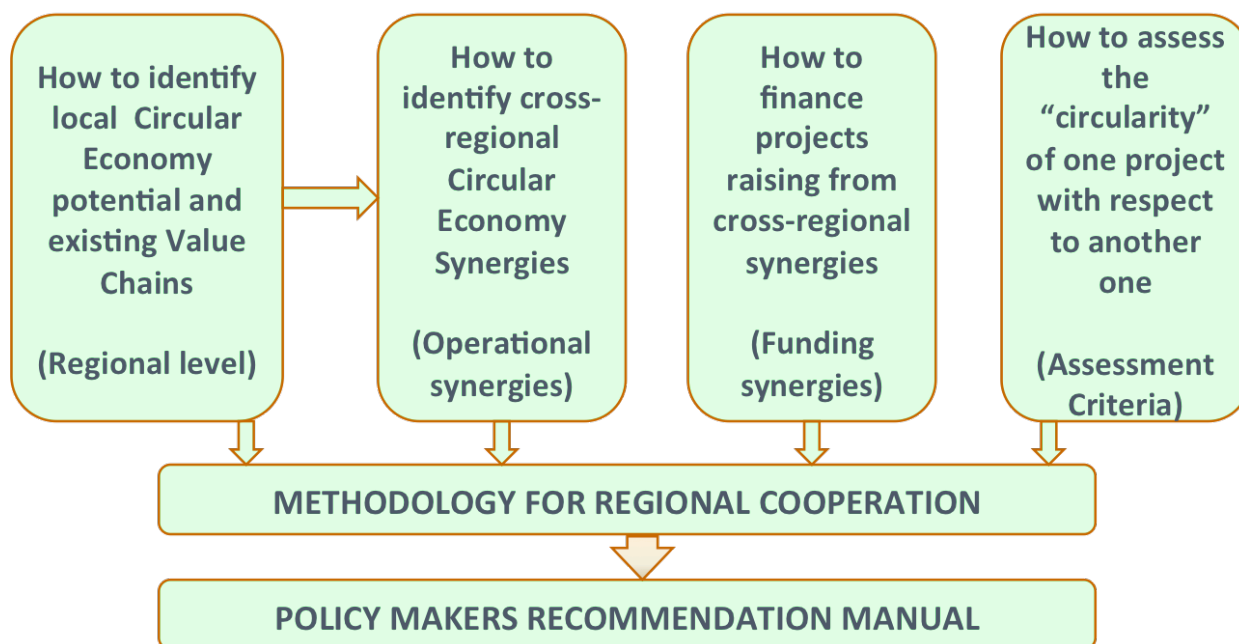 How to identify
local  Circular
Economy
potential and
existing Value
Chains
(Regional level)
How to
identify cross-
regional
Circular
Economy
Synergies
(Operational
synergies)
How to
finance
projects
raising from
cross-regional
synergies
(Funding
synergies)
How to assess
the
“circularity”
of one project
with respect
to another
one
(Assessment
Criteria)
METHODOLOGY FOR REGIONAL COOPERATION
POLICY MAKERS RECOMMENDATION MANUAL